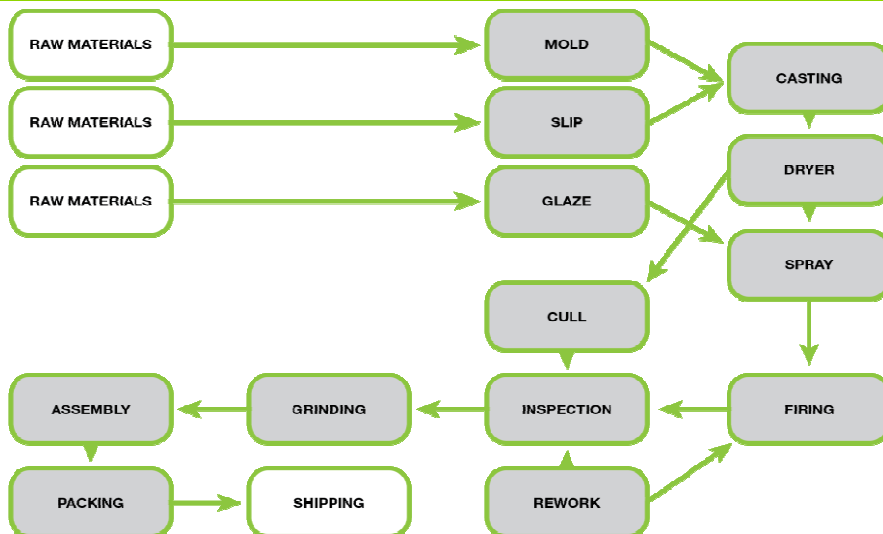 RAW MATERIALS
MOLD
CASTING
RAW MATERIALS
SLIP
DRYER
RAW MATERIALS
GLAZE
SPRAY
CULL
ASSEMBLY
GRINDING
INSPECTION
FIRING
PACKING
SHIPPING
REWORK